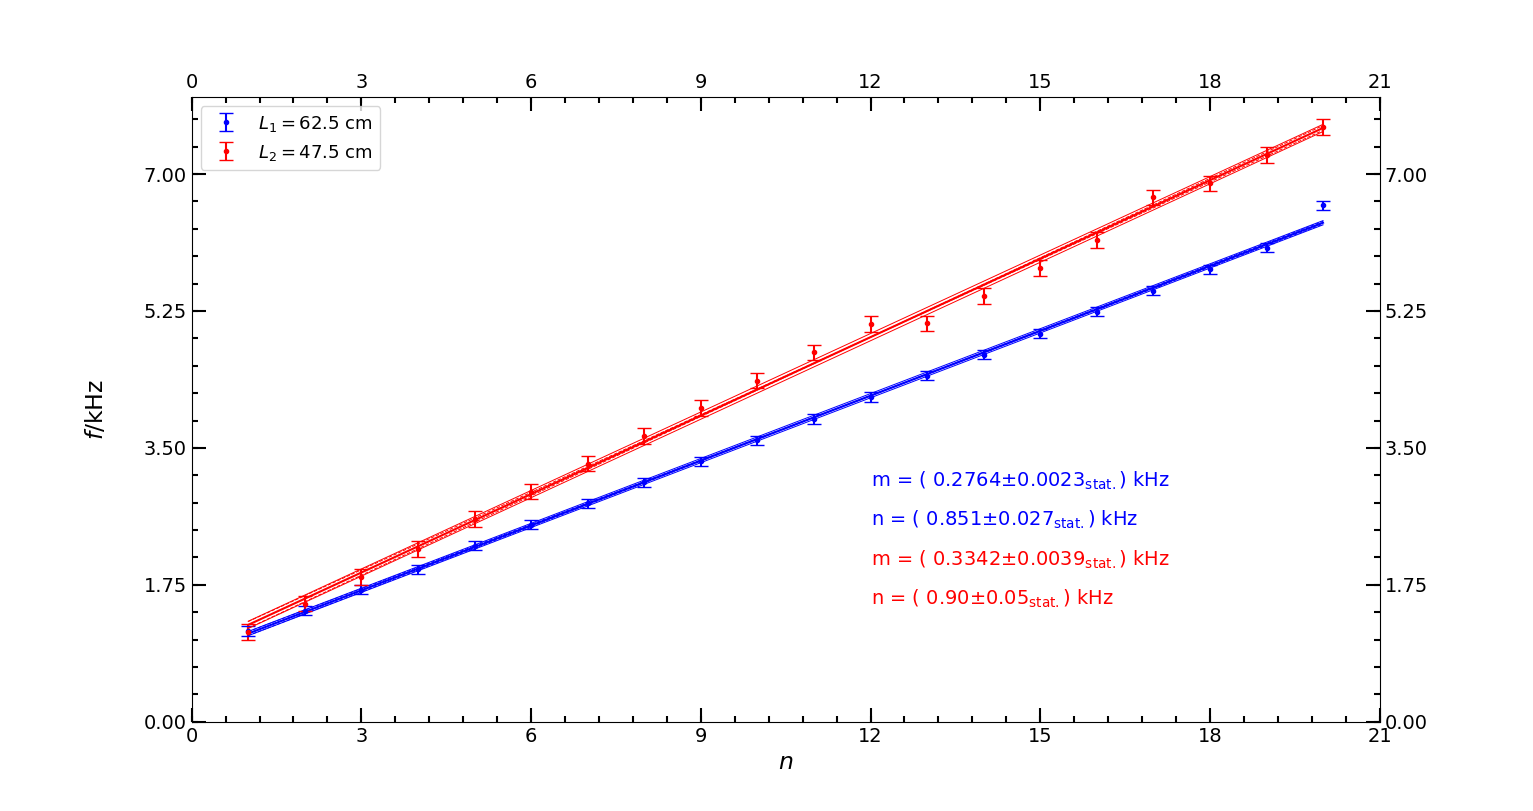 0 3 6 9 12 15 18 21
L₁ = 62.5 cm
L₂ = 47.5 cm
7.00 7.00
5.25 5.25
f/kHz
3.50 3.50
m = ( 0.2764±0.0023stat. ) kHz
n = ( 0.851±0.027stat. ) kHz
m = ( 0.3342±0.0039stat. ) kHz
1.75 1.75
n = ( 0.90±0.05stat. ) kHz
0.00 0.00
0 3 6 9 12 15 18 21
n